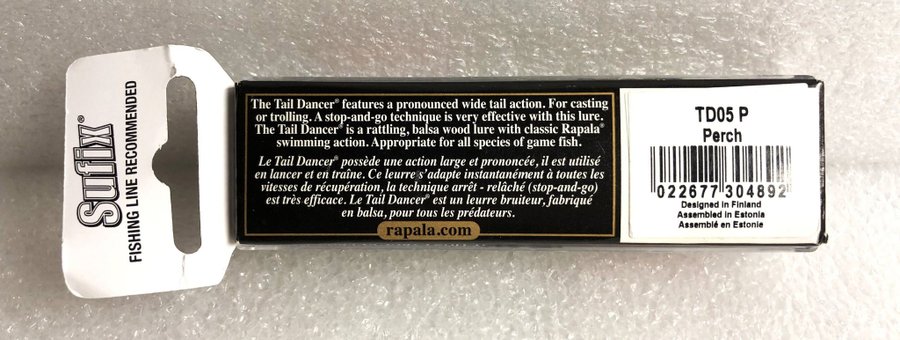 Sufix®
FISHING LINE RECOMMENDED
The Tail Dancer® features a pronounced wide tail action. For casting
or trolling. A stop-and-go technique is very effective with this lure.
The Tail Dancer® is a rattling, balsa wood lure with classic Rapala®
swimming action. Appropriate for all species of game fish.
Le Tail Dancer® possède une action large et prononcée, il est utilisé
en lancer et en traîne. Ce leurre s'adapte instantanément à toutes les
vitesses de récupération, la technique arrêt - relâché (stop-and-go)
est très efficace. Le Tail Dancer® est un leurre bruiteur, fabriqué
en balsa, pour tous les prédateurs.
rapala.com
TD05 P
Perch
022677 304892
Designed in Finland
Assembled in Estonia
Assemblé en Estonie